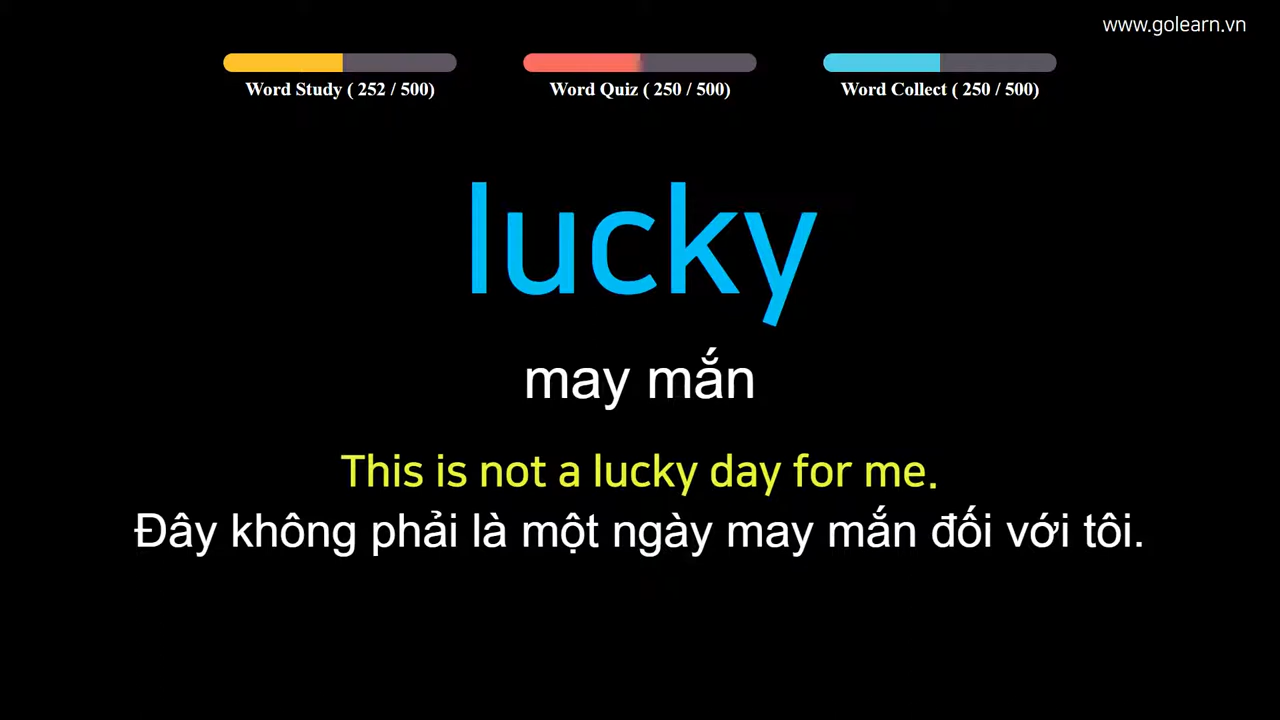 www.golearn.vn
Word Study ( 252 / 500)
Word Quiz ( 250 / 500)
Word Collect ( 250 / 500)
lucky
may mắn
This is not a lucky day for me.
Đây không phải là một ngày may mắn đối với tôi.